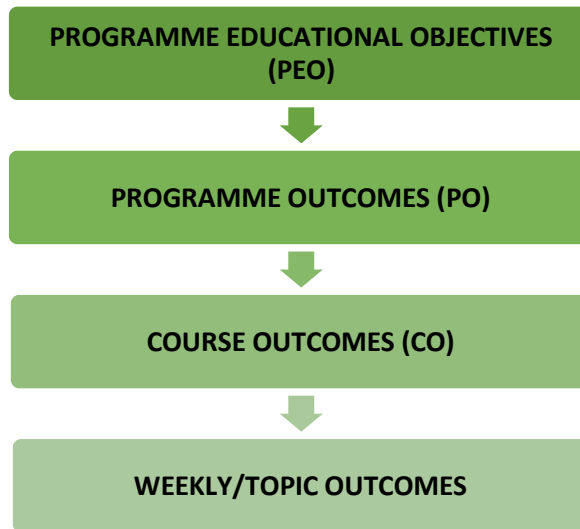 PROGRAMME EDUCATIONAL OBJECTIVES
(PEO)
PROGRAMME OUTCOMES (PO)
COURSE OUTCOMES (CO)
WEEKLY/TOPIC OUTCOMES